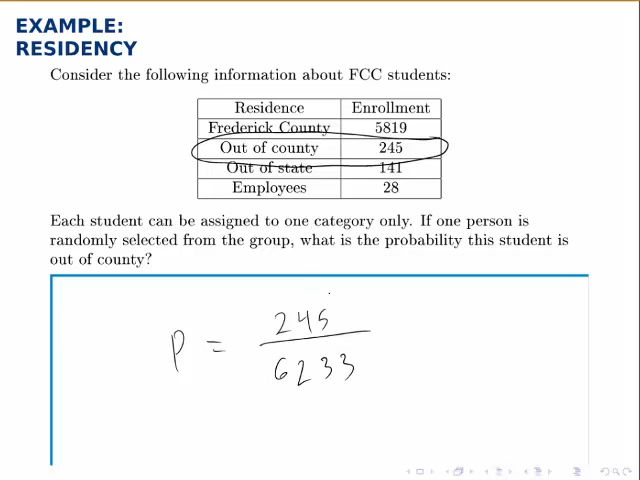 EXAMPLE:
RESIDENCY
Consider the following information about FCC students:
Residence Enrollment
Frederick County 5819
Out of county 245
Out of state 141
Employees 28
Each student can be assigned to one category only. If one person is
randomly selected from the group, what is the probability this student is
out of county?
P = 245
6233